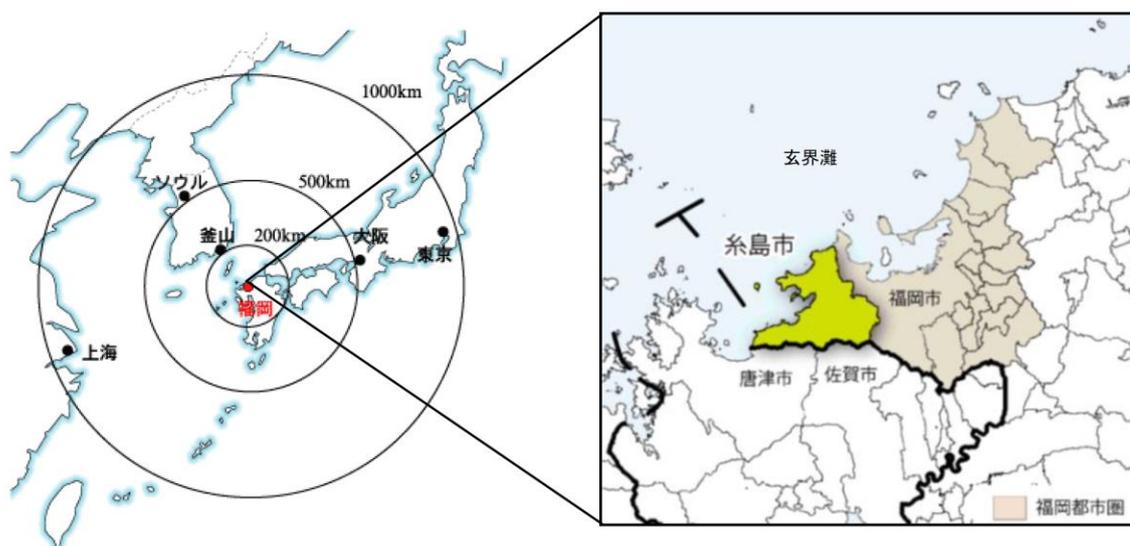 1000km
500km
200km
ソウル
釜山
大阪
東京
福岡
上海
玄界灘
糸島市
福岡市
唐津市
佐賀市
福岡都市圏